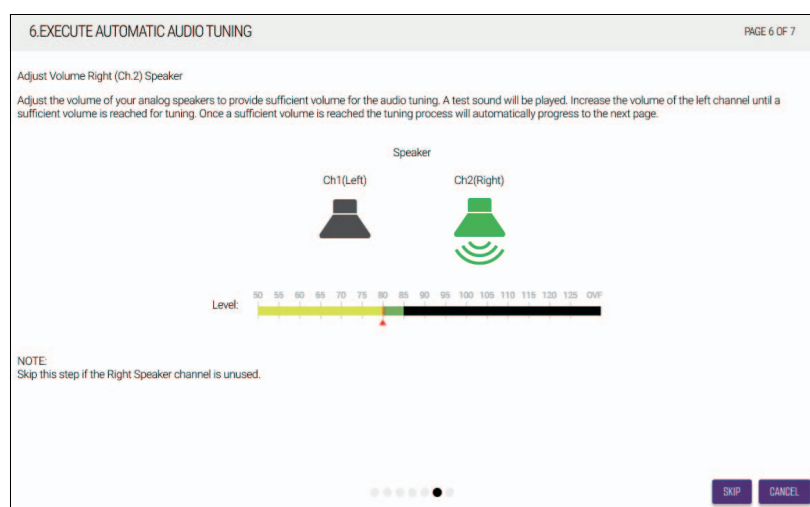 6.EXECUTE AUTOMATIC AUDIO TUNING PAGE 6 OF 7
Adjust Volume Right (Ch.2) Speaker
Adjust the volume of your analog speakers to provide sufficient volume for the audio tuning. A test sound will be played. Increase the volume of the left channel until a
sufficient volume is reached for tuning. Once a sufficient volume is reached the tuning process will automatically progress to the next page.
Speaker
Ch1(Left) Ch2(Right)
50 55 60 65 70 75 80 85 90 95 100 105 110 115 120 125 OVF
Level:
NOTE:
Skip this step if the Right Speaker channel is unused.
SKIP CANCEL